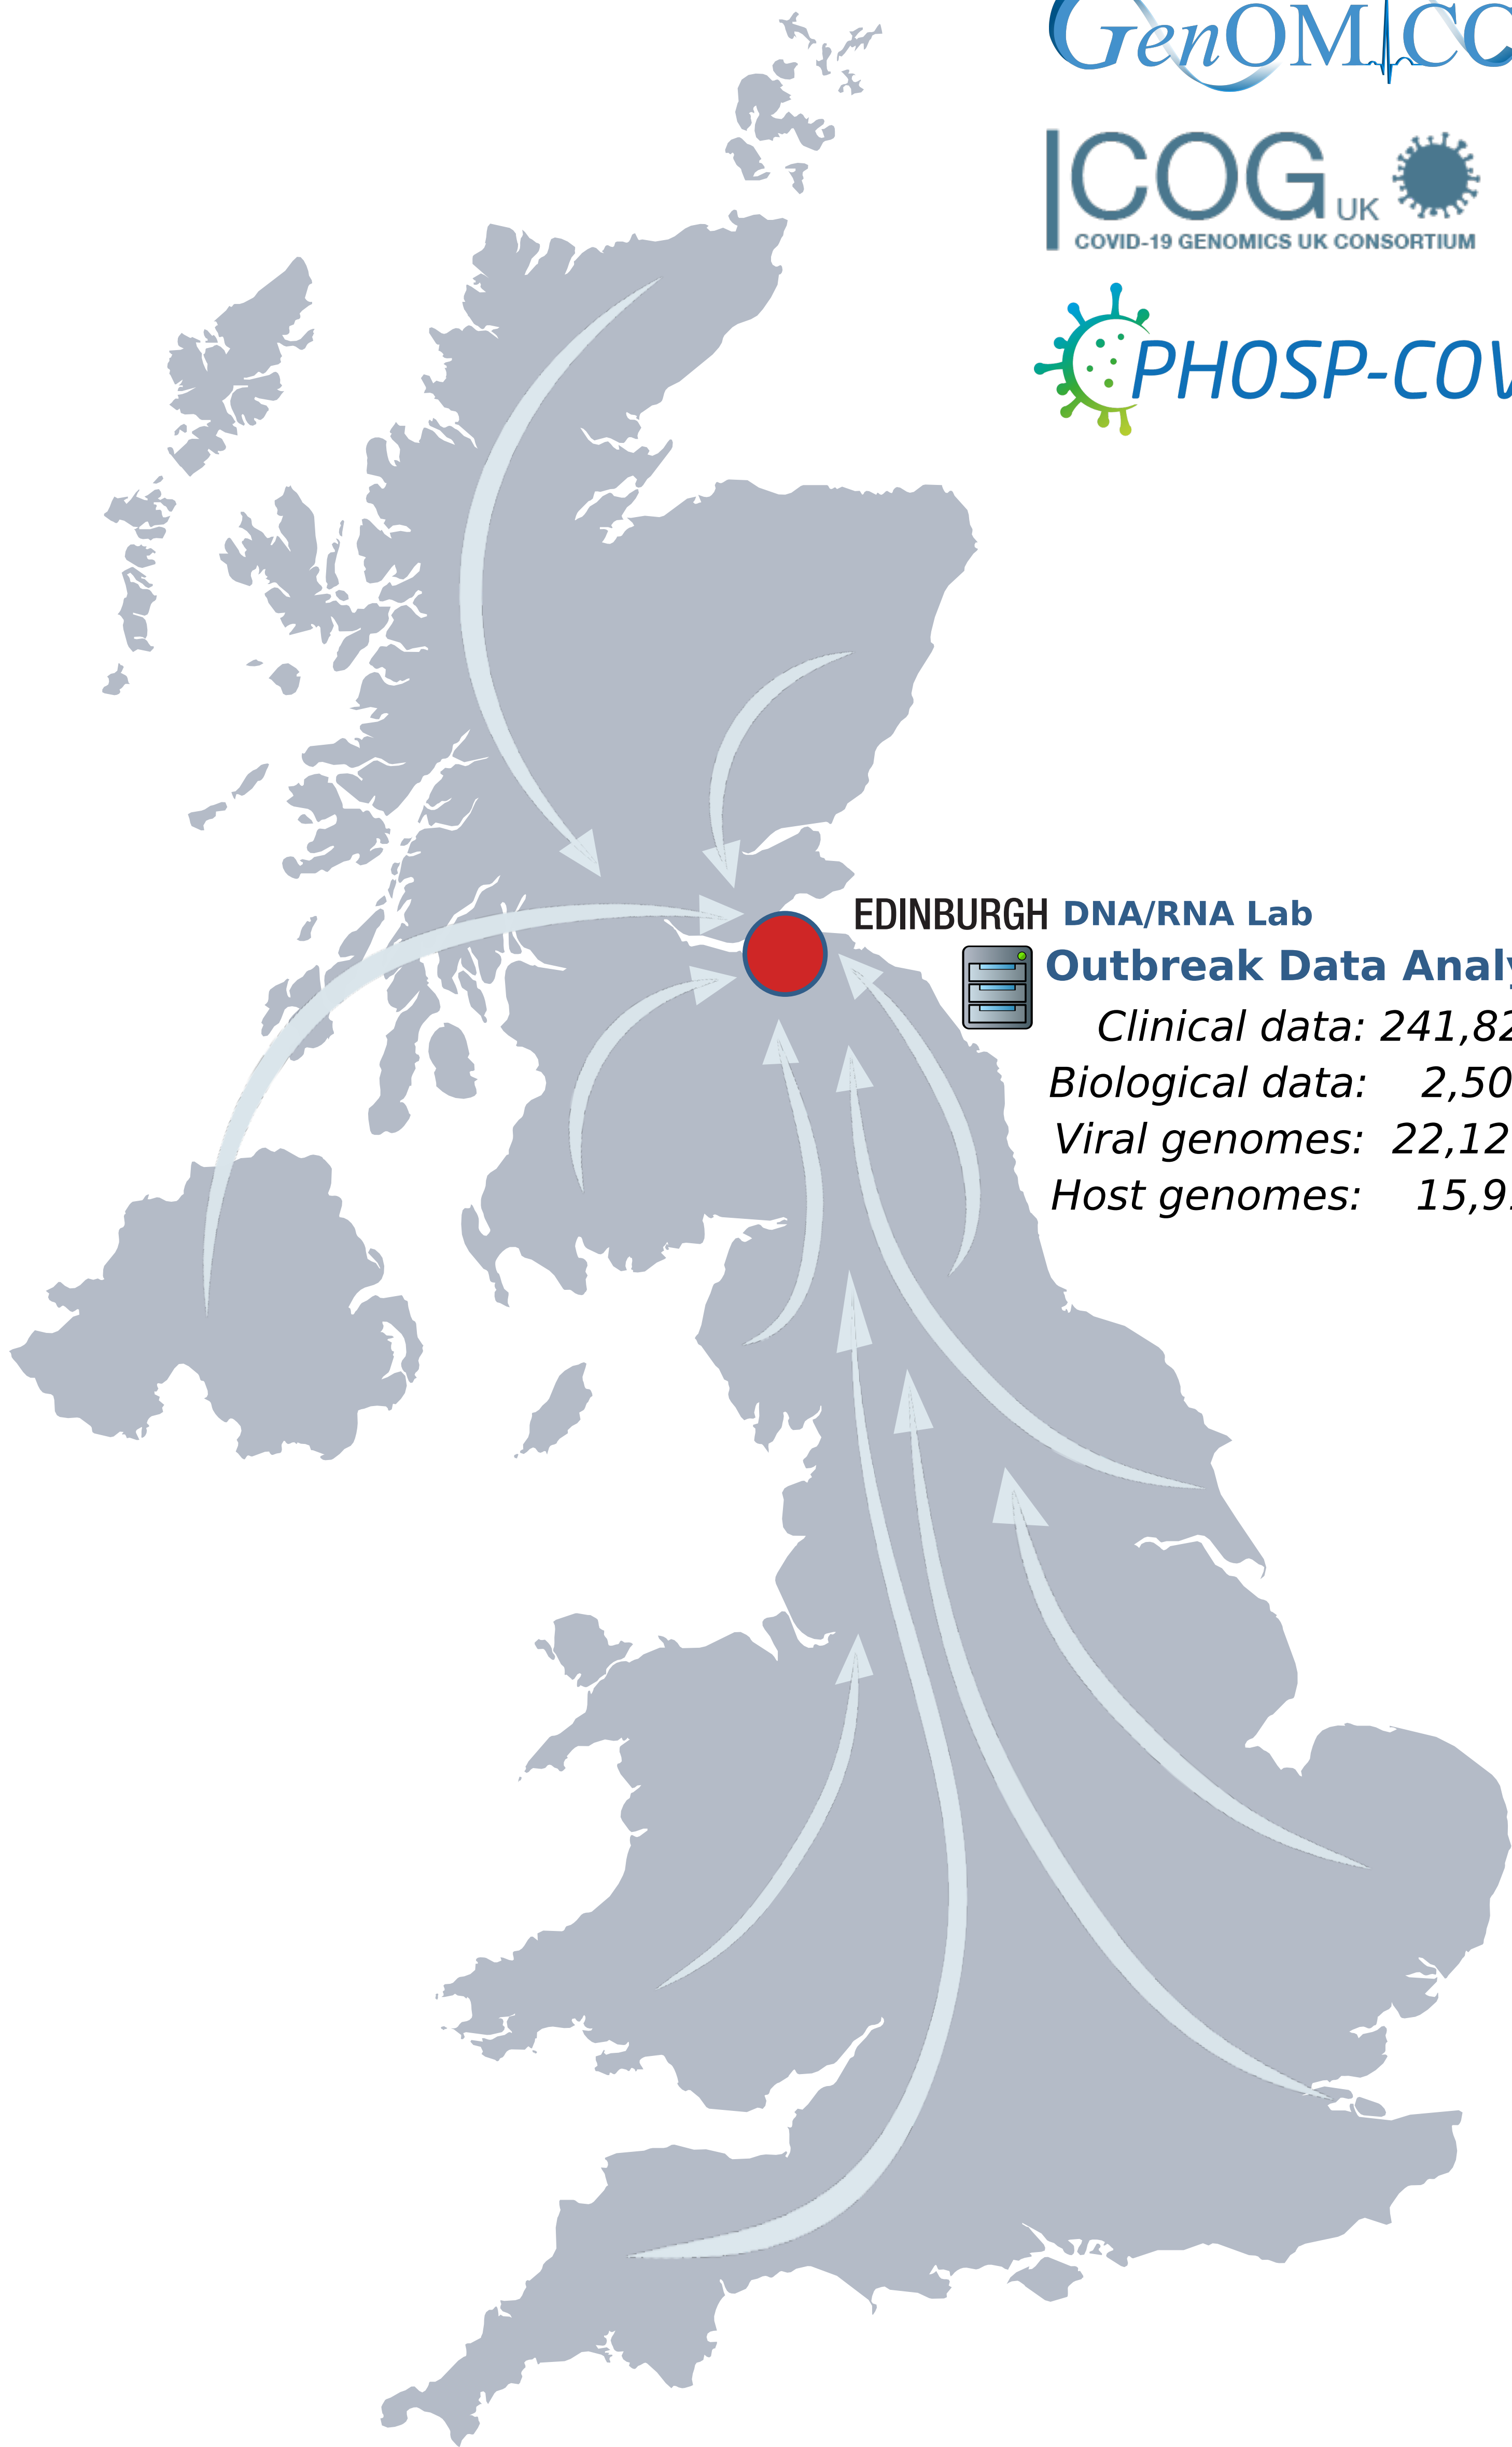 GenOMICC
COG UK
COVID-19 GENOMICS UK CONSORTIUM
PHOSP-COV
EDINBURGH DNA/RNA Lab
Outbreak Data Analy
Clinical data: 241,82
Biological data: 2,50
Viral genomes: 22,12
Host genomes: 15,9